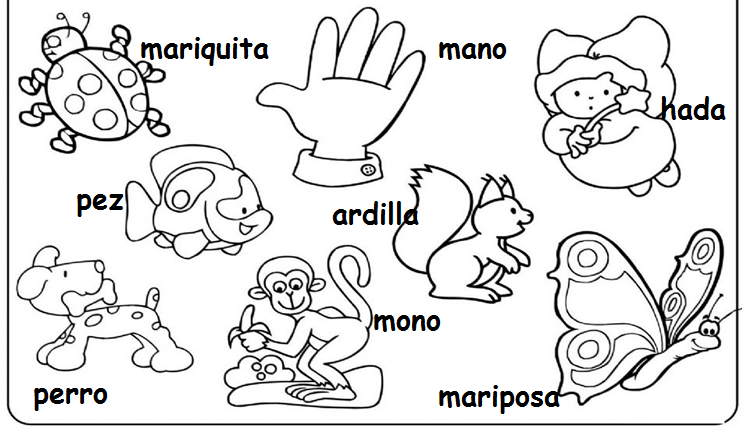 mariquita
mano
hada
pez
ardilla
mono
perro
mariposa